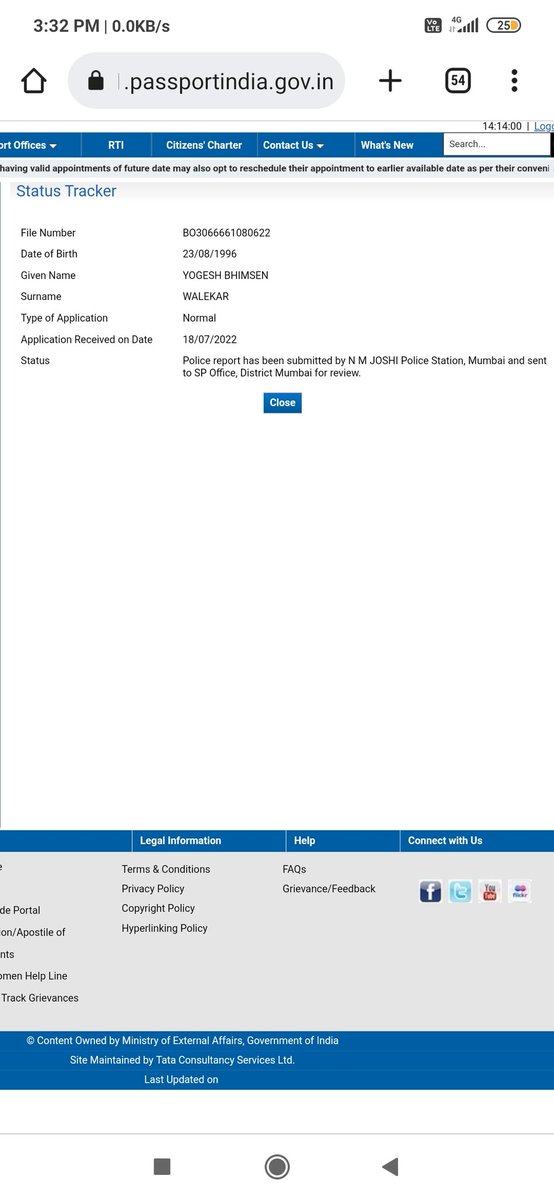 3:32 PM | 0.0KB/s Vo LTE 4G 25
.passportindia.gov.in 54
14:14:00 | Logo
ort Offices RTI Citizens' Charter Contact Us What's New Search...
having valid appointments of future date may also opt to reschedule their appointment to earlier available date as per their conveni
Status Tracker
File Number BO3066661080622
Date of Birth 23/08/1996
Given Name YOGESH BHIMSEN
Surname WALEKAR
Type of Application Normal
Application Received on Date 18/07/2022
Status Police report has been submitted by N M JOSHI Police Station, Mumbai and sent
to SP Office, District Mumbai for review.
Close
Legal Information Help Connect with Us
e Terms & Conditions FAQs
Privacy Policy Grievance/Feedback
de Portal Copyright Policy
ion/Apostile of Hyperlinking Policy
nts
omen Help Line
Track Grievances
You Tube flickr
© Content Owned by Ministry of External Affairs, Government of India
Site Maintained by Tata Consultancy Services Ltd.
Last Updated on